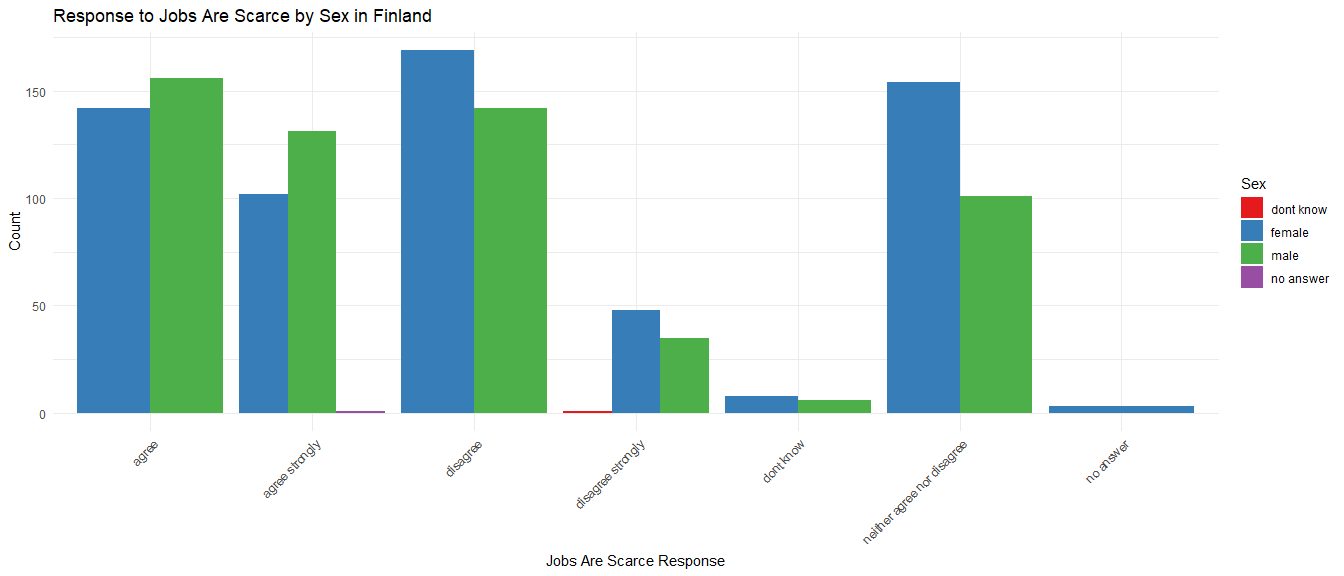 Response to Jobs Are Scarce by Sex in Finland
Count
150
100
50
0
agree
agree strongly
disagree
disagree strongly
dont know
neither agree nor disagree
no answer
Jobs Are Scarce Response
Sex
dont know
female
male
no answer